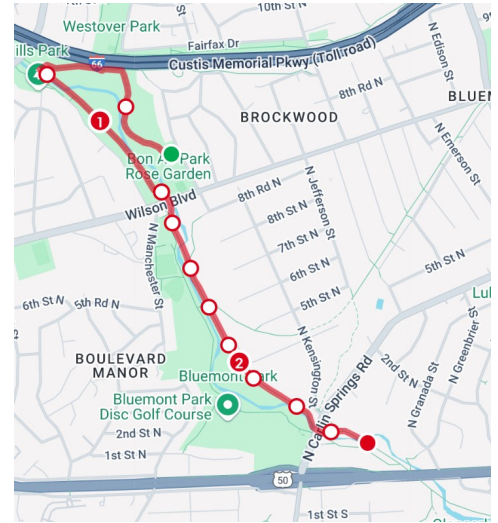 Westover Park
10th St N
Fairfax Dr
ills Park
66
Custis Memorial Pkwy (Toll road)
N Edison St
8th Rd N
BLUEM
BROCKWOOD
1
N Emerson St
Bon Air Park
Rose Garden
Wilson Blvd
8th Rd N
N Jefferson St
8th St N
7th St N
N Manchester St
6th St N
5th St N
5th St N
6th St N
5th Rd N
Lul
N Kensington St
N Carlin Springs Rd
N Greenbrier St
2
BOULEVARD
MANOR
Bluemont Park
2nd St N
N Granada St
Bluemont Park
Disc Golf Course
2nd St N
1st St N
50
1st St S